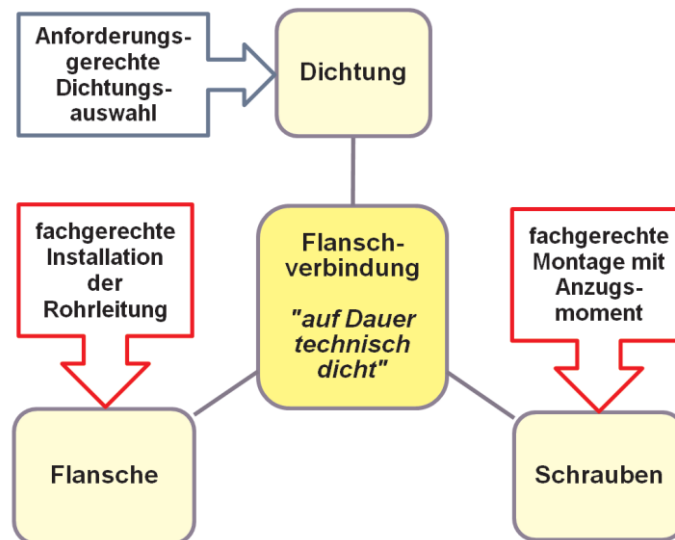 Anforderungs-
gerechte
Dichtungs-
auswahl
Dichtung
fachgerechte
Installation
der
Rohrleitung
Flansch-
verbindung
"auf Dauer
technisch
dicht"
fachgerechte
Montage mit
Anzugs-
moment
Flansche
Schrauben